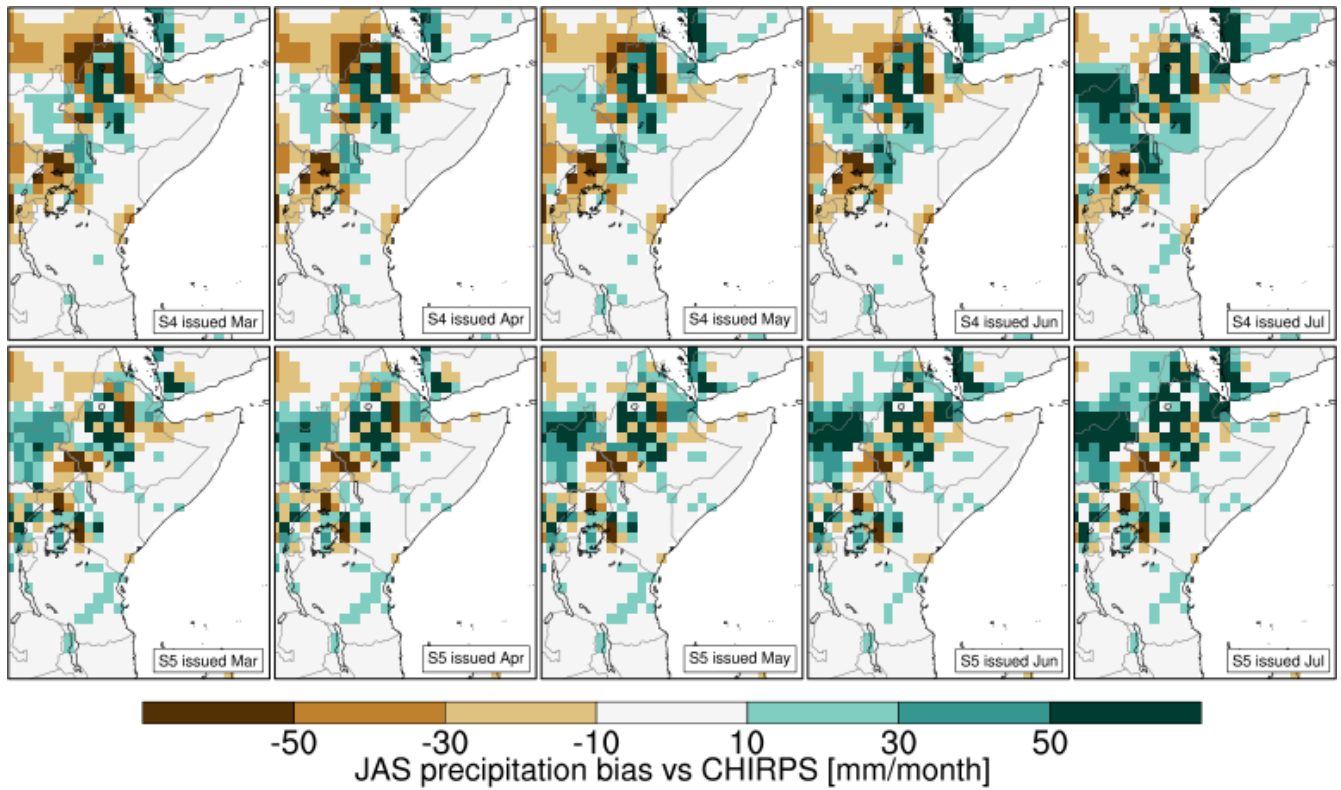 S4 issued Mar
S4 issued Apr
S4 issued May
S4 issued Jun
S4 issued Jul
S5 issued Mar
S5 issued Apr
S5 issued May
S5 issued Jun
S5 issued Jul
-50 -30 -10 10 30 50
JAS precipitation bias vs CHIRPS [mm/month]